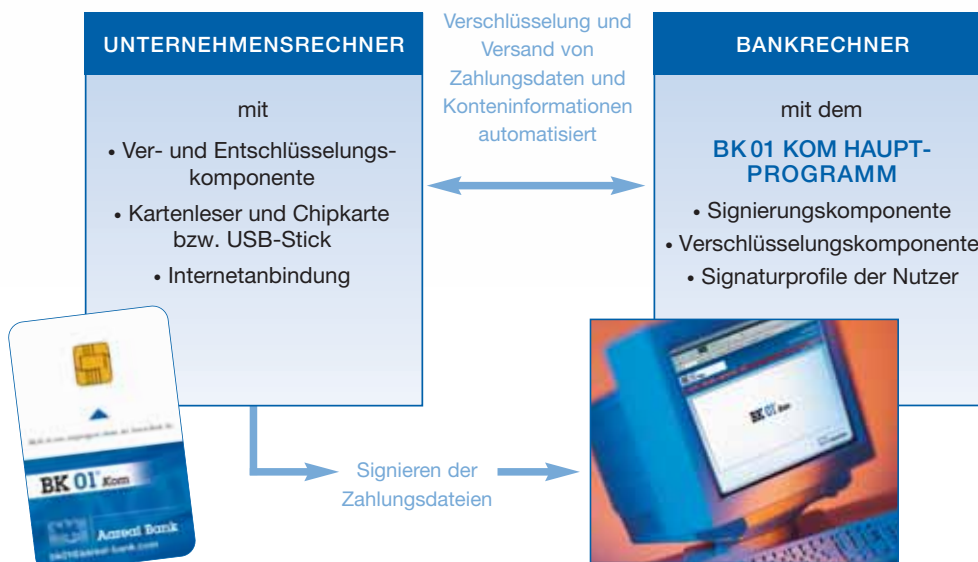 UNTERNEHMENSRECHNER
mit
• Ver- und Entschlüsselungs-
komponente
• Kartenleser und Chipkarte
bzw. USB-Stick
• Internetanbindung
Verschlüsselung und
Versand von
Zahlungsdaten und
Konteninformationen
automatisiert
BANKRECHNER
mit dem
BK 01 KOM HAUPT-
PROGRAMM
• Signierungskomponente
• Verschlüsselungskomponente
• Signaturprofile der Nutzer
Signieren der
Zahlungsdateien
BK 01 Kom
Aareal Bank
BK 01 Kom